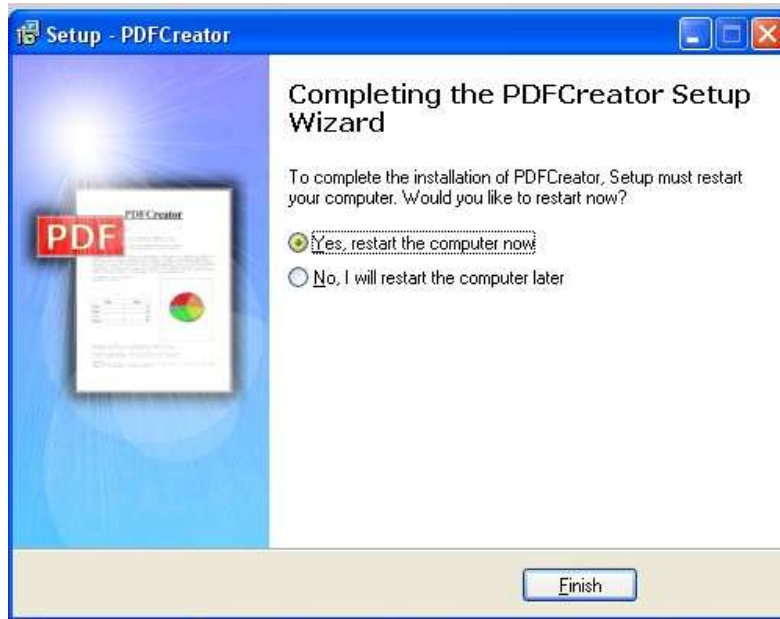 Setup - PDFCreator
Completing the PDFCreator Setup
Wizard
To complete the installation of PDFCreator, Setup must restart
your computer. Would you like to restart now?
Yes, restart the computer now
No, I will restart the computer later
PDFCreator
PDF
Finish